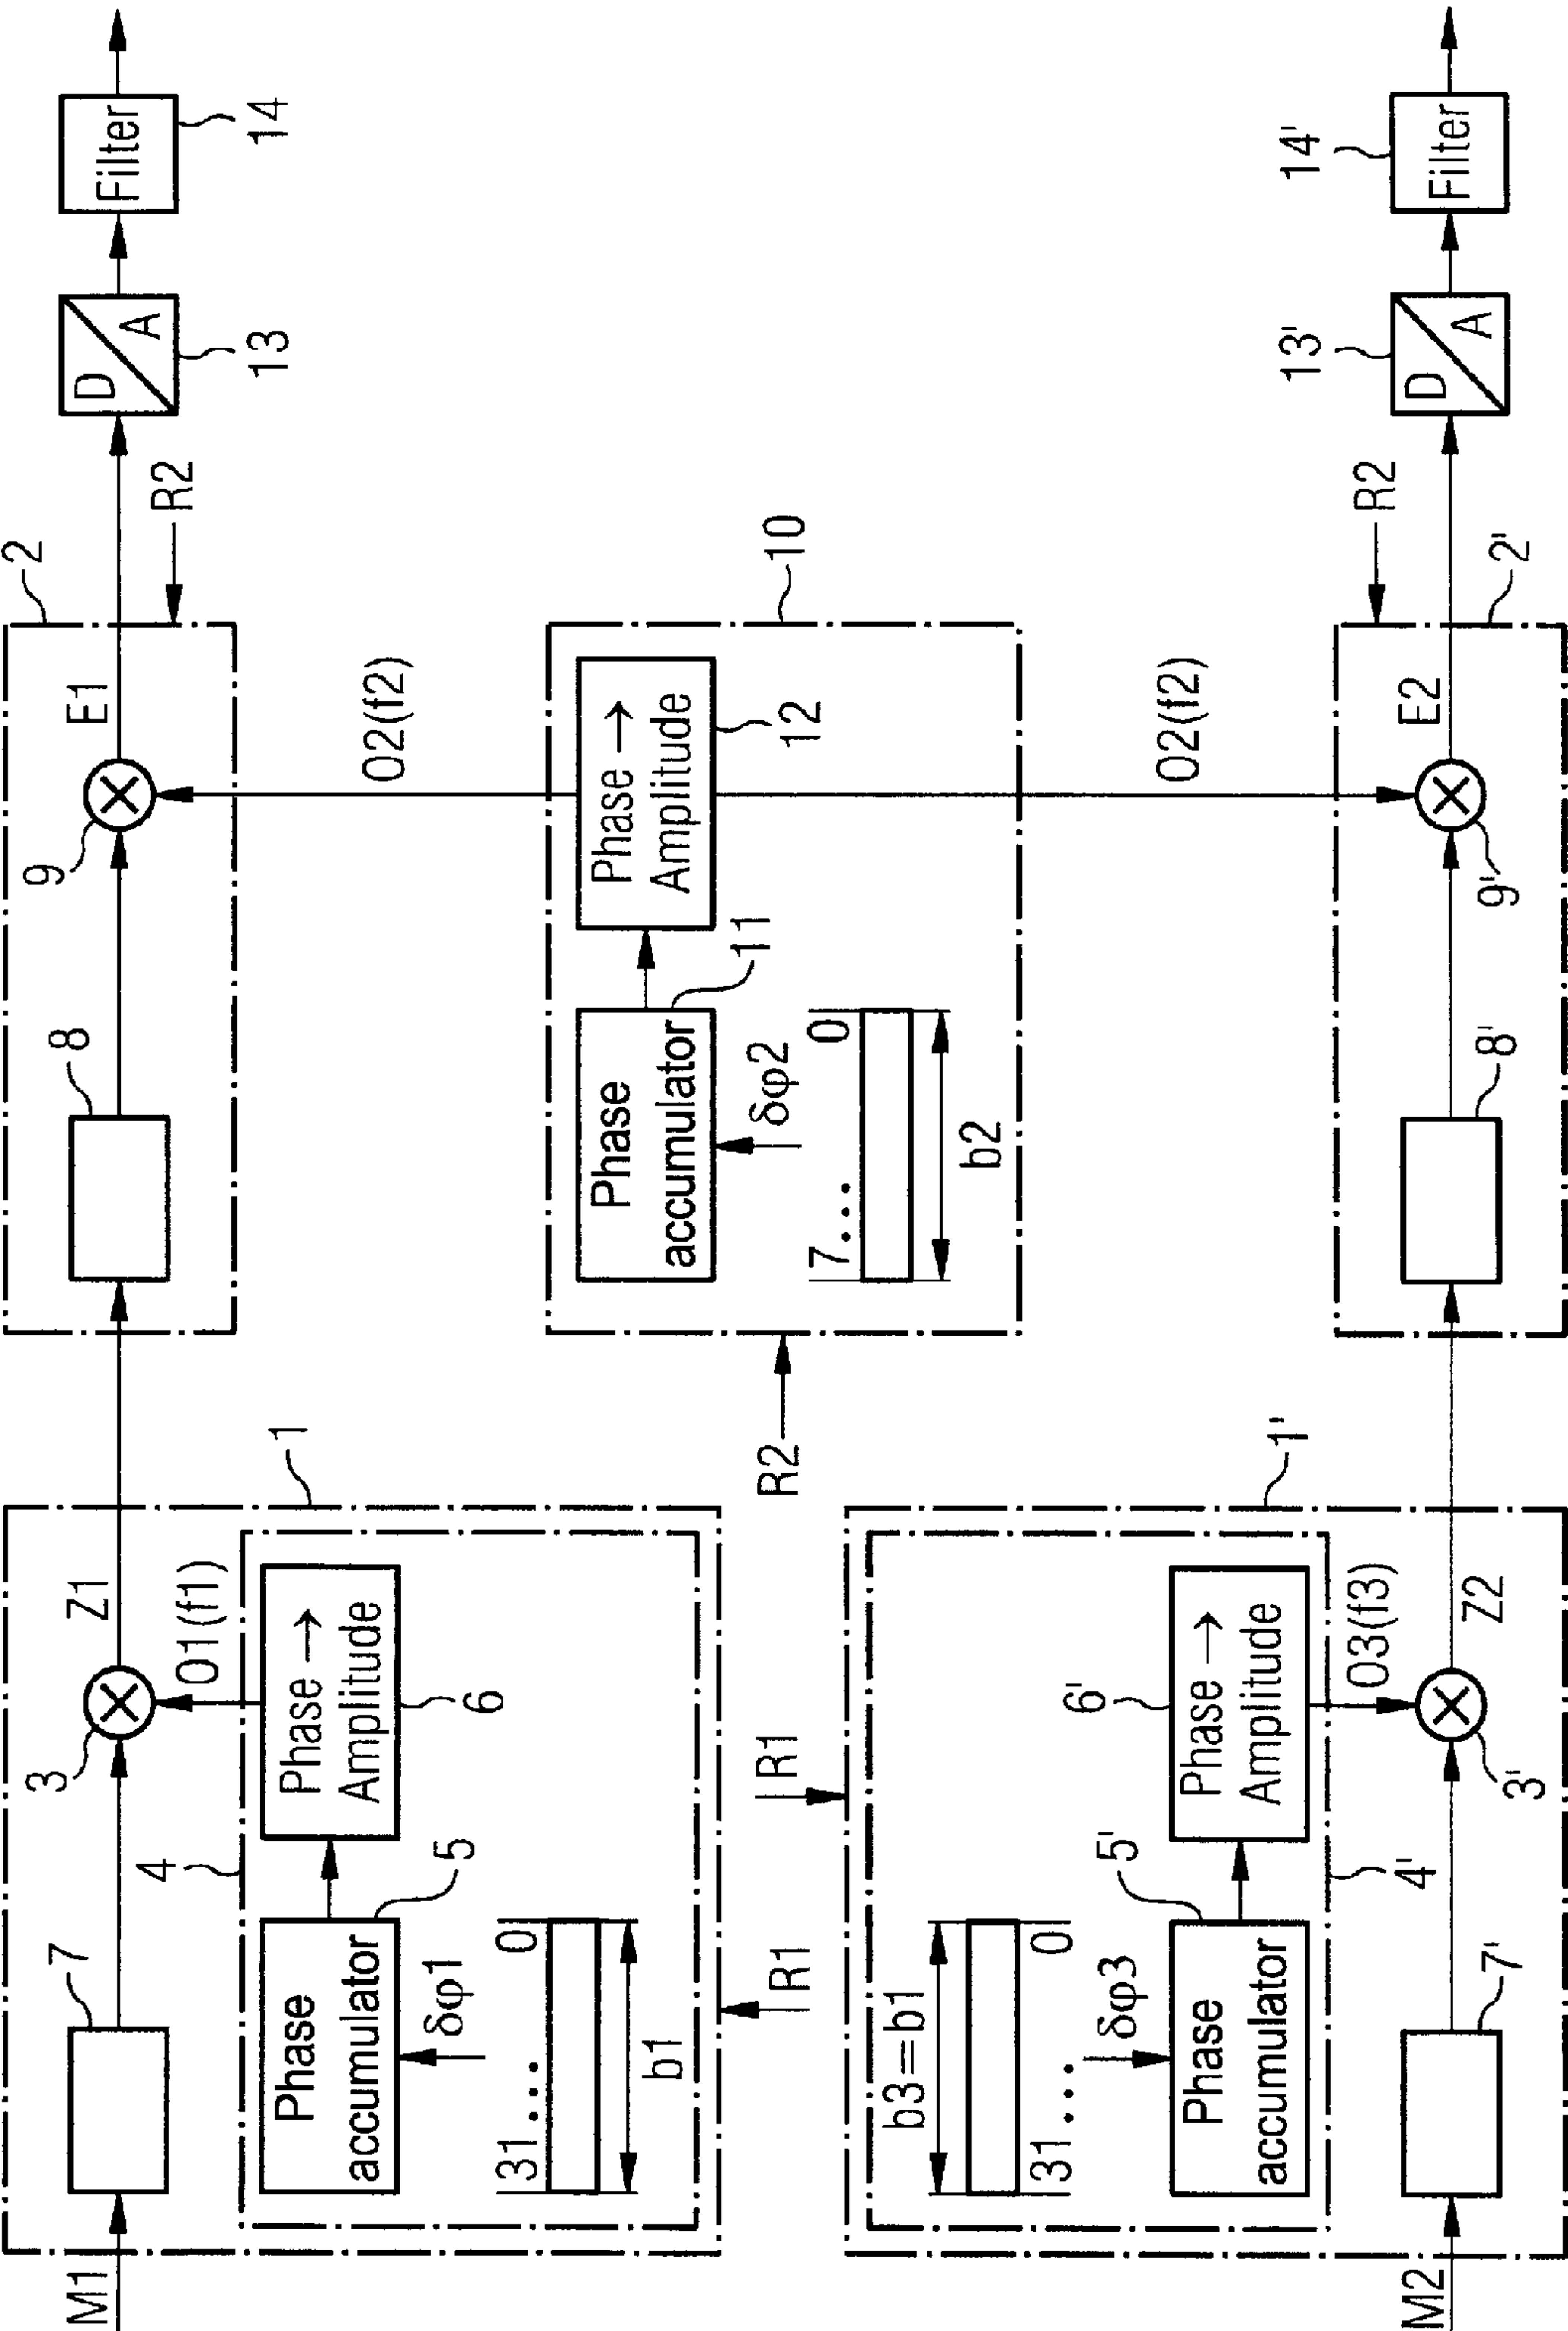 M1
7
3
Z1
O1(f1)
4
Phase
accumulator
5
Phase →
Amplitude
6
δφ1
31...
0
b1
1
R1
8
9
E1
2
R2
D
A
13
Filter
14
O2(f2)
Phase
accumulator
11
Phase →
Amplitude
12
δφ2
7...
0
b2
10
R2
O2(f2)
R1
1'
b3=b1
31...
0
δφ3
5'
Phase
accumulator
6'
Phase →
Amplitude
4'
O3(f3)
M2
7'
3'
Z2
8'
9'
E2
2'
R2
D
A
13'
Filter
14'